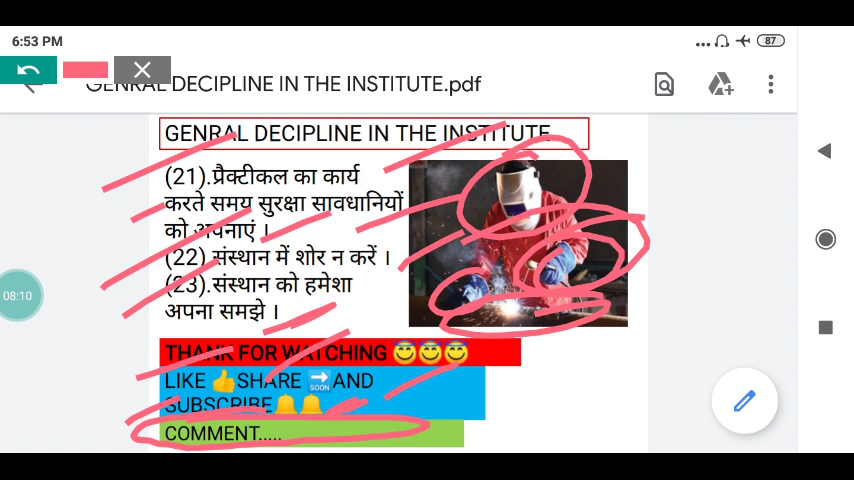 6:53 PM
87
GENRAL DECIPLINE IN THE INSTITUTE.pdf
GENRAL DECIPLINE IN THE INSTITUTE
(21).प्रैक्टीकल का कार्य
करते समय सुरक्षा सावधानियों
को अपनाएं ।
(22) संस्थान में शोर न करें ।
(23).संस्थान को हमेशा
अपना समझे ।
08:10
THANK FOR WATCHING 😇😇😇
LIKE 👍SHARE 🔜AND
SUBSCRIBE🔔🔔
COMMENT.....